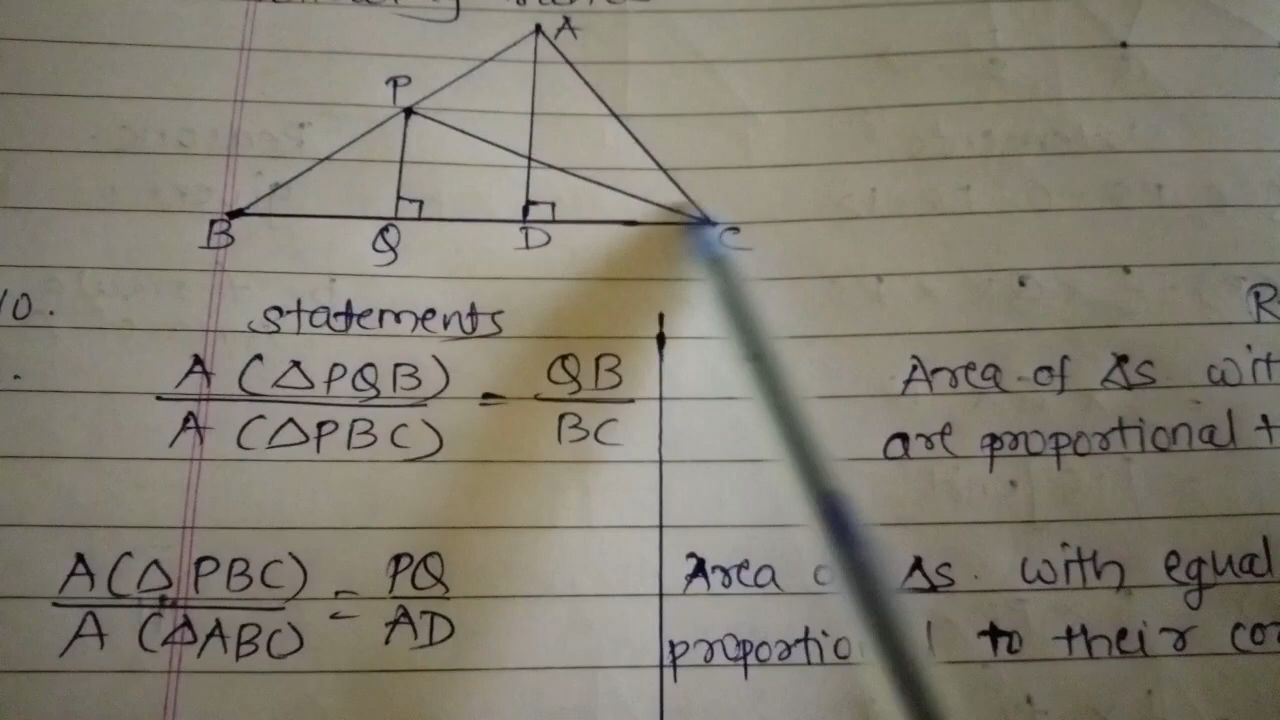 A
P
B
Q
D
C
10.
statements
R
A (△PQB) / A (△PBC) = QB / BC
Area of △s wit
are proportional t
A(△PBC) / A (△ABC) = PQ / AD
Area △s. with equal
proportio l to their co